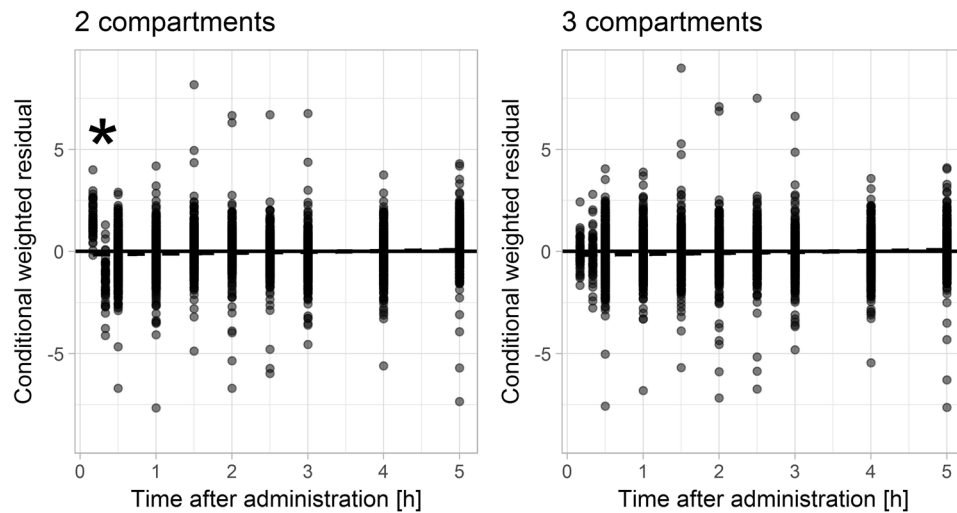 2 compartments
Conditional weighted residual
5
0
-5
*
0 1 2 3 4 5
Time after administration [h]
3 compartments
Conditional weighted residual
5
0
-5
0 1 2 3 4 5
Time after administration [h]